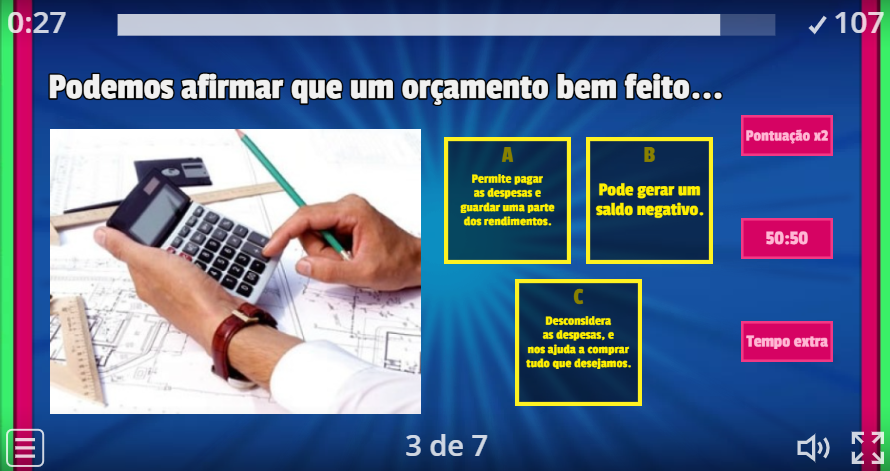 0:27
✓ 107
Podemos afirmar que um orçamento bem feito...
A
Permite pagar
as despesas e
guardar uma parte
dos rendimentos.
B
Pode gerar um
saldo negativo.
C
Desconsidera
as despesas, e
nos ajuda a comprar
tudo que desejamos.
Pontuação x2
50:50
Tempo extra
3 de 7